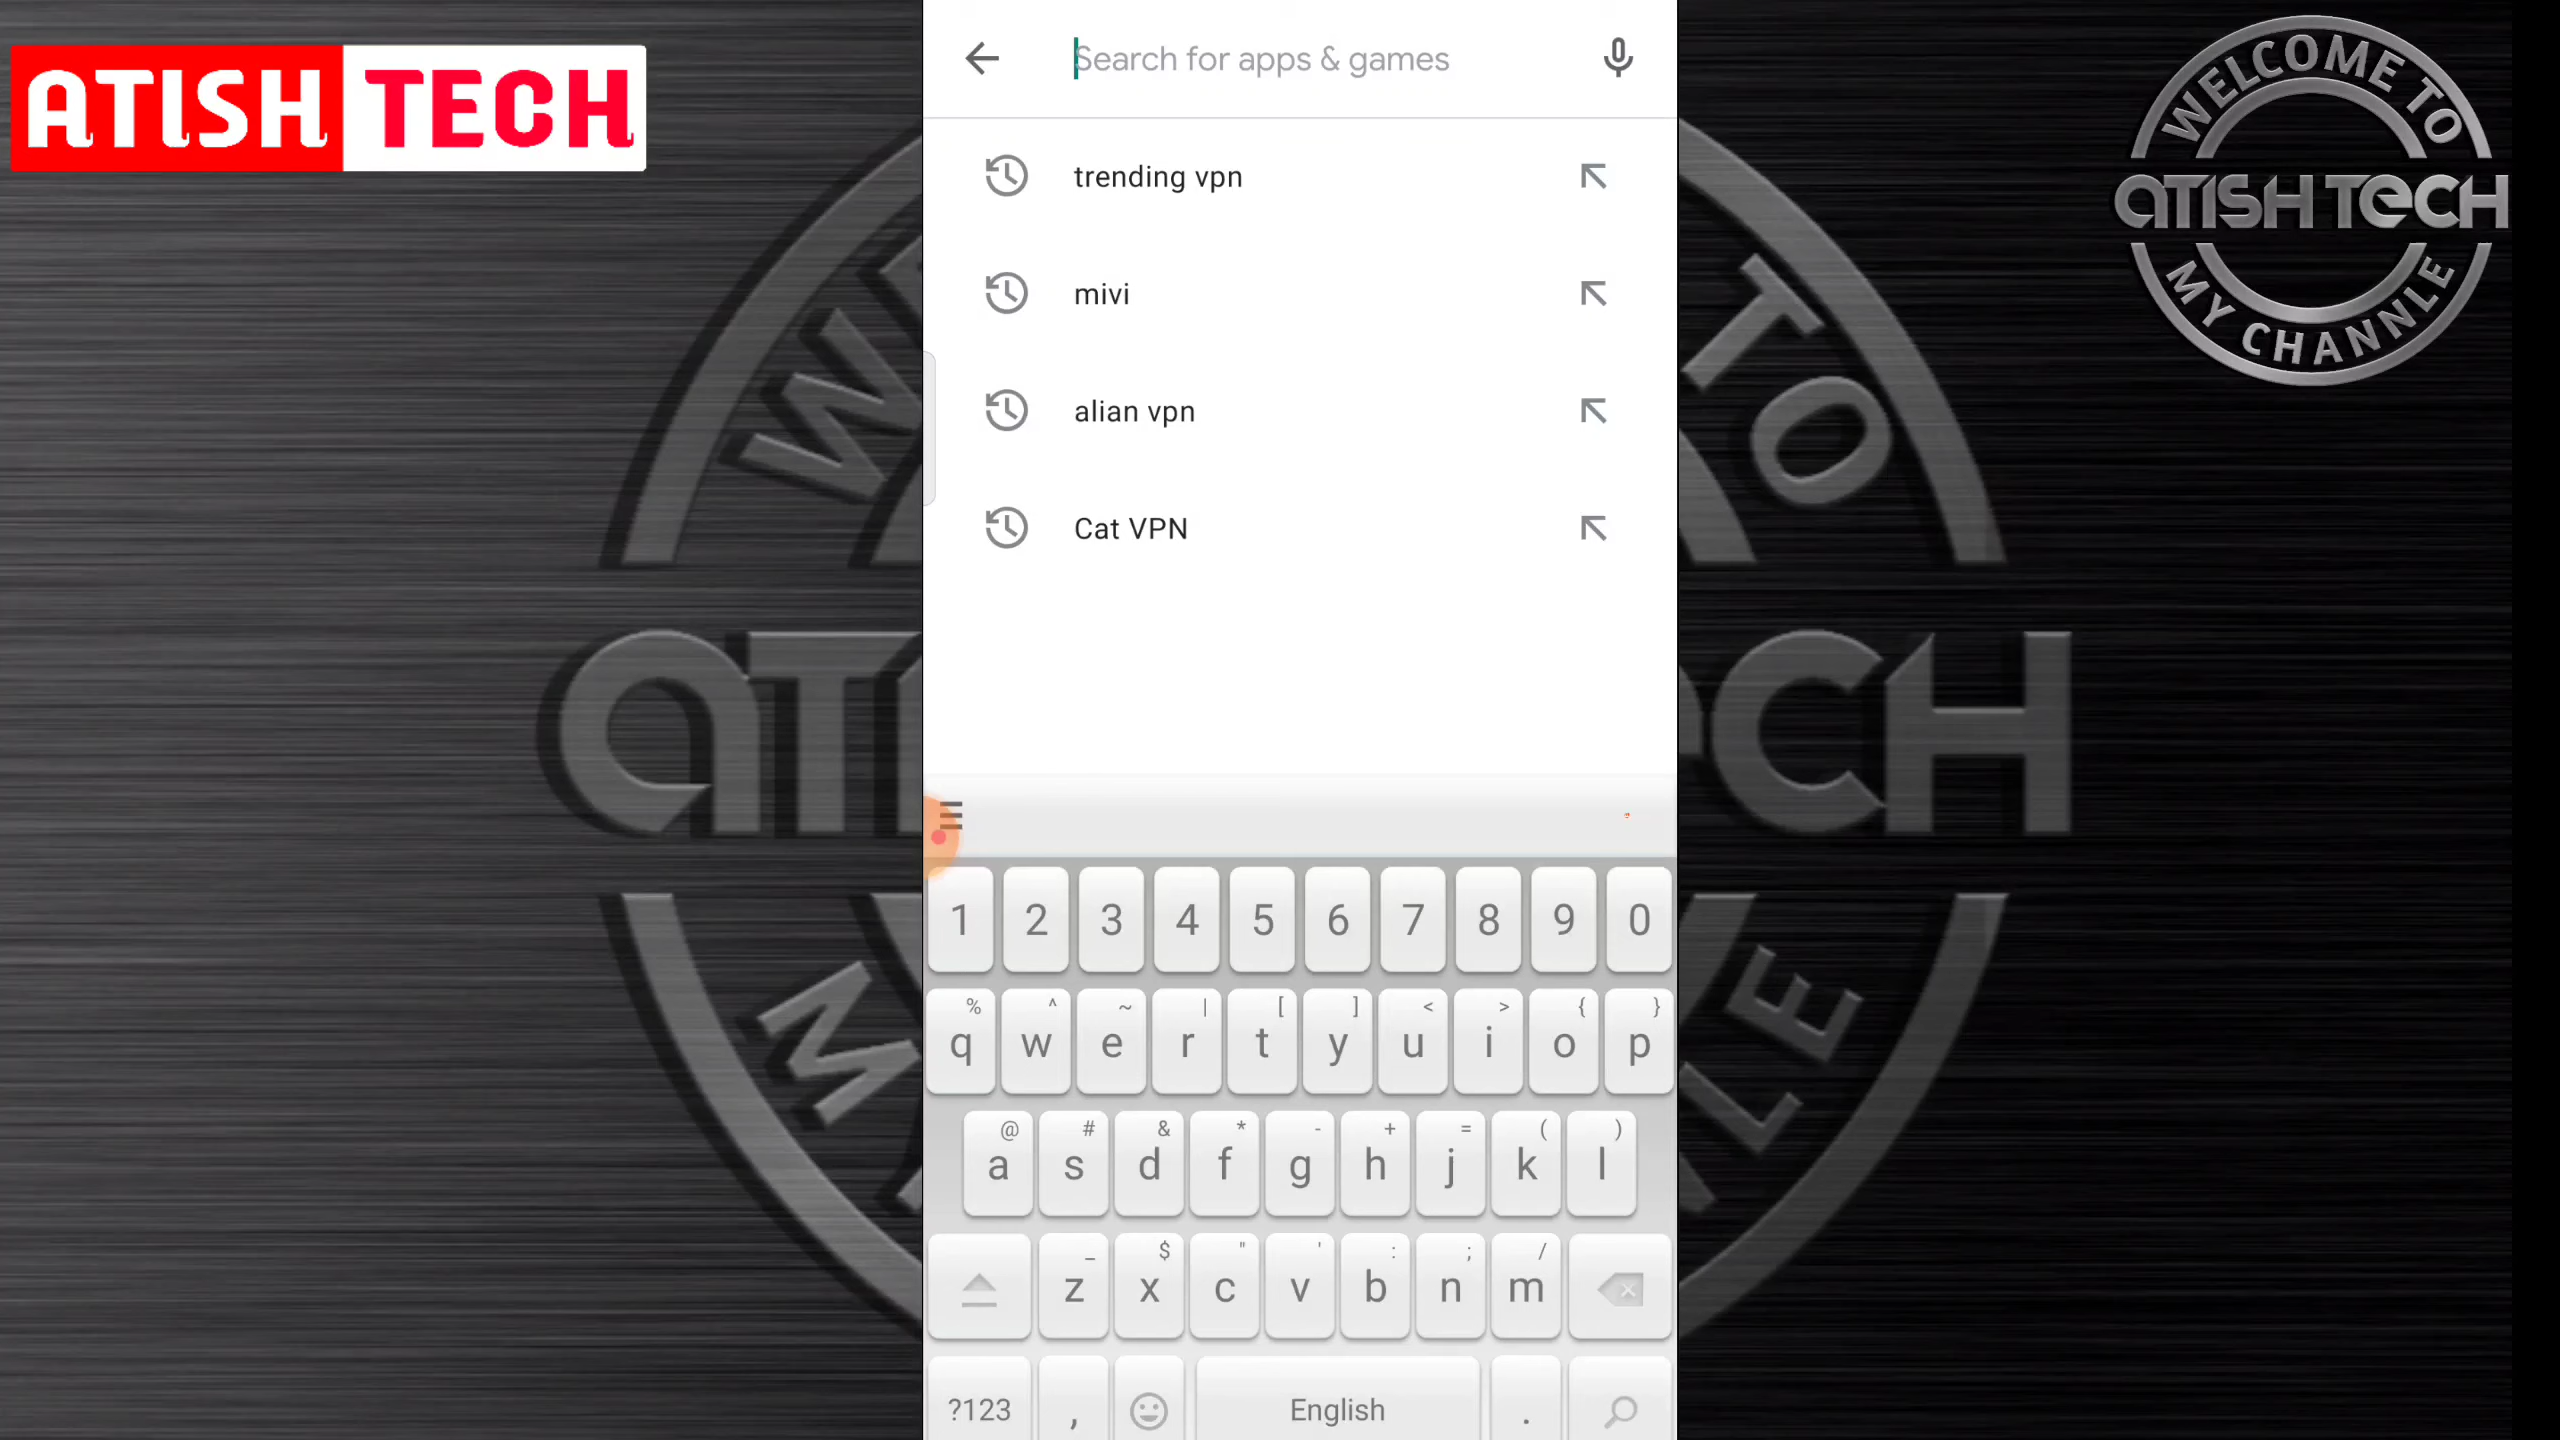 ATISH TECH
WELCOME TO
ATISH TECH
MY CHANNLE
Search for apps & games
trending vpn
mivi
alian vpn
Cat VPN
1 2 3 4 5 6 7 8 9 0
% ^ ~ | [ ] < > { }
q w e r t y u i o p
@ # & * - + = ( )
a s d f g h j k l
_ $ " ' : ; /
z x c v b n m
?123 , English .